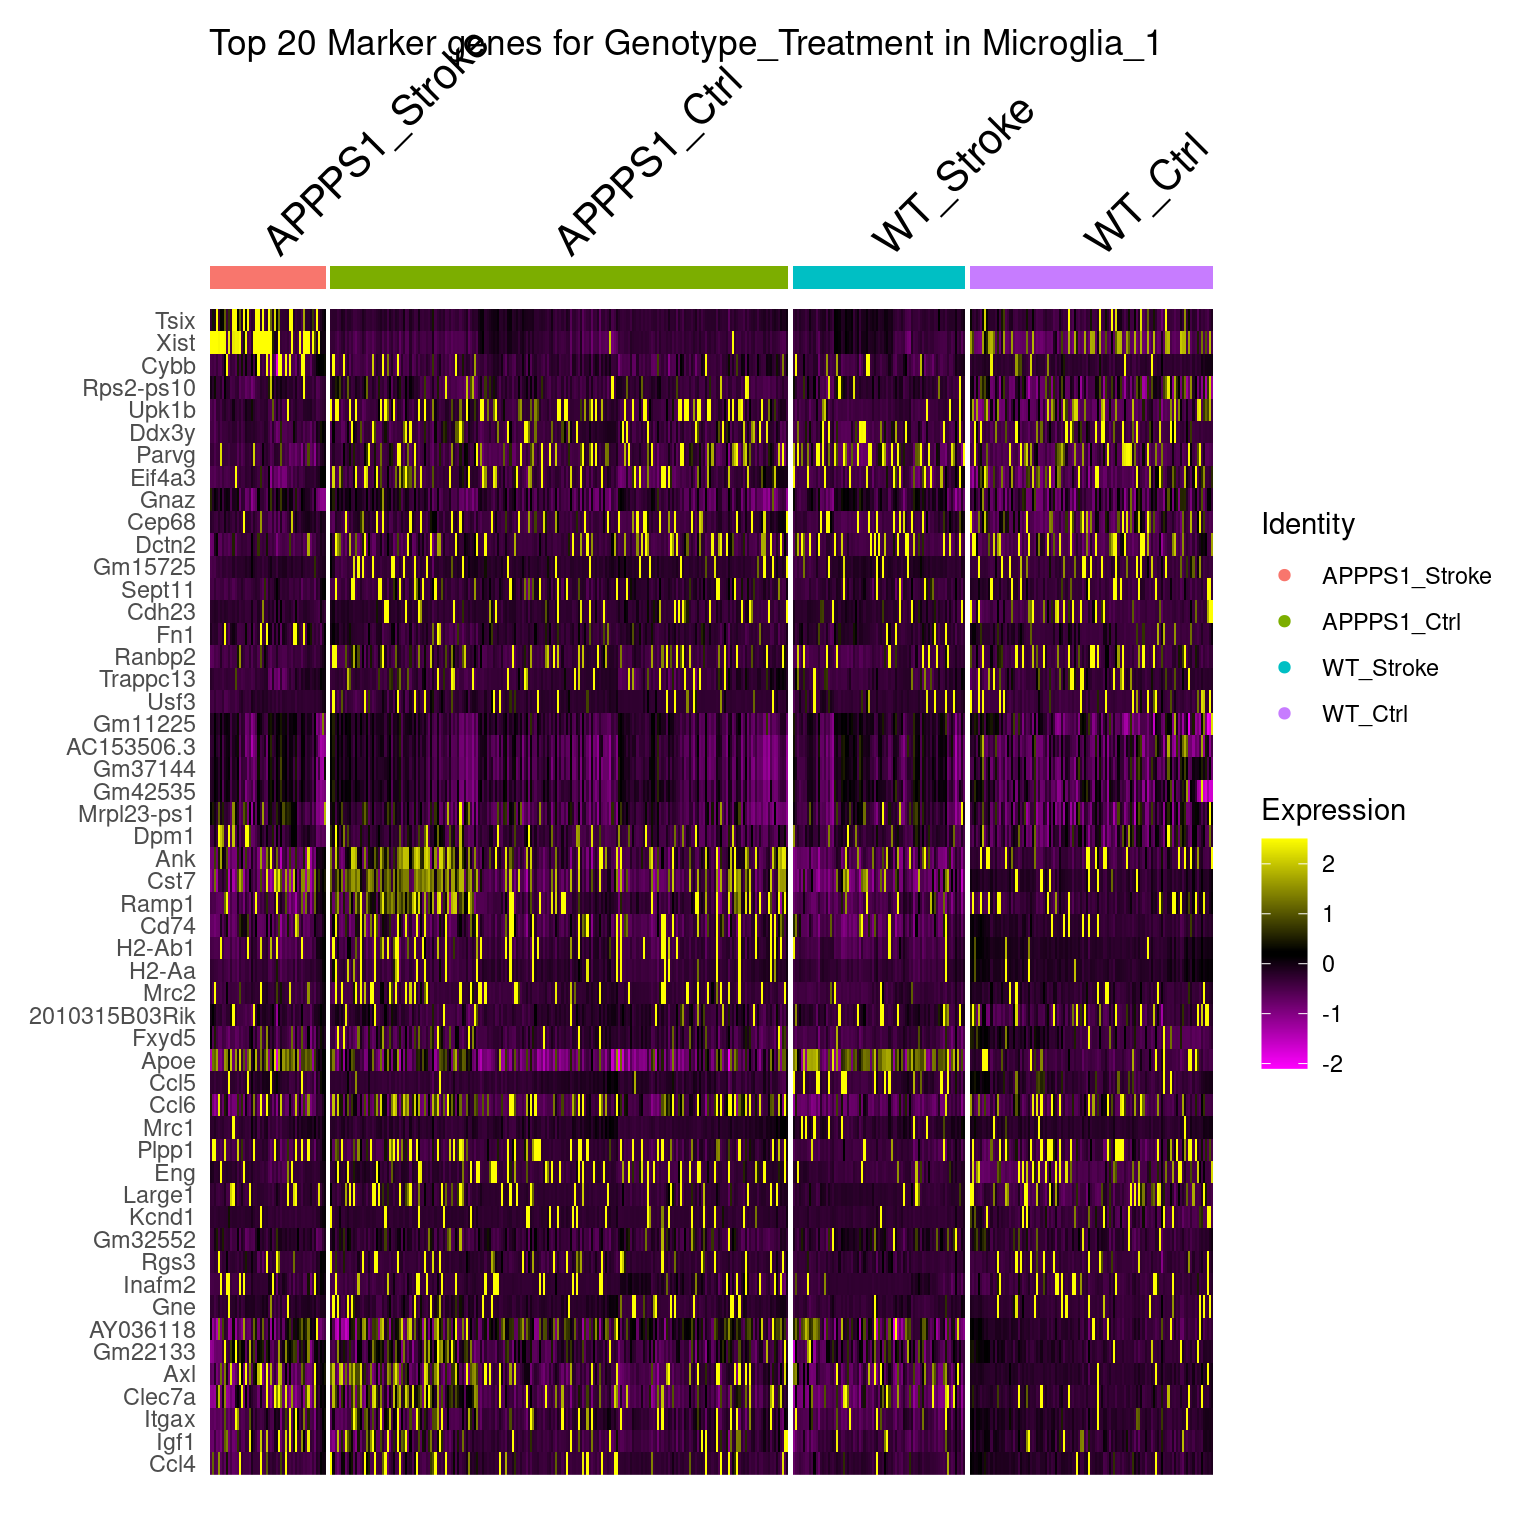 Top 20 Marker genes for Genotype_Treatment in Microglia_1
APPPS1_Stroke
APPPS1_Ctrl
WT_Stroke
WT_Ctrl
Tsix
Xist
Cybb
Rps2-ps10
Upk1b
Ddx3y
Parvg
Eif4a3
Gnaz
Cep68
Dctn2
Gm15725
Sept11
Cdh23
Fn1
Ranbp2
Trappc13
Usf3
Gm11225
AC153506.3
Gm37144
Gm42535
Mrpl23-ps1
Dpm1
Ank
Cst7
Ramp1
Cd74
H2-Ab1
H2-Aa
Mrc2
2010315B03Rik
Fxyd5
Apoe
Ccl5
Ccl6
Mrc1
Plpp1
Eng
Large1
Kcnd1
Gm32552
Rgs3
Inafm2
Gne
AY036118
Gm22133
Axl
Clec7a
Itgax
Igf1
Ccl4
Identity
APPPS1_Stroke
APPPS1_Ctrl
WT_Stroke
WT_Ctrl
Expression
2
1
0
-1
-2